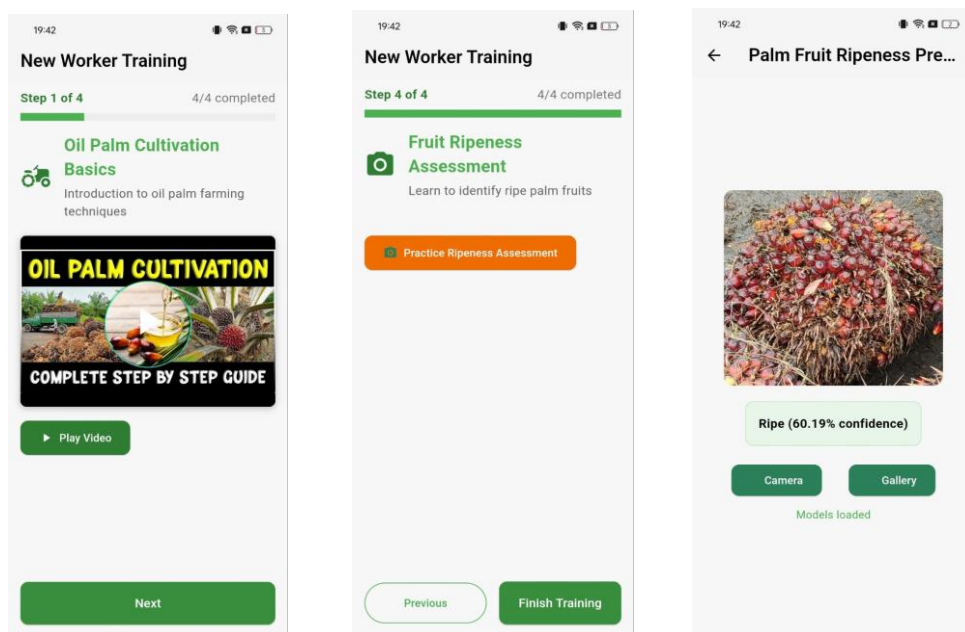 19:42
5
New Worker Training
Step 1 of 4
4/4 completed
Oil Palm Cultivation
Basics
Introduction to oil palm farming
techniques
OIL PALM CULTIVATION
COMPLETE STEP BY STEP GUIDE
Play Video
Next
19:42
5
New Worker Training
Step 4 of 4
4/4 completed
Fruit Ripeness
Assessment
Learn to identify ripe palm fruits
Practice Ripeness Assessment
Previous
Finish Training
19:42
2
Palm Fruit Ripeness Pre...
Ripe (60.19% confidence)
Camera
Gallery
Models loaded